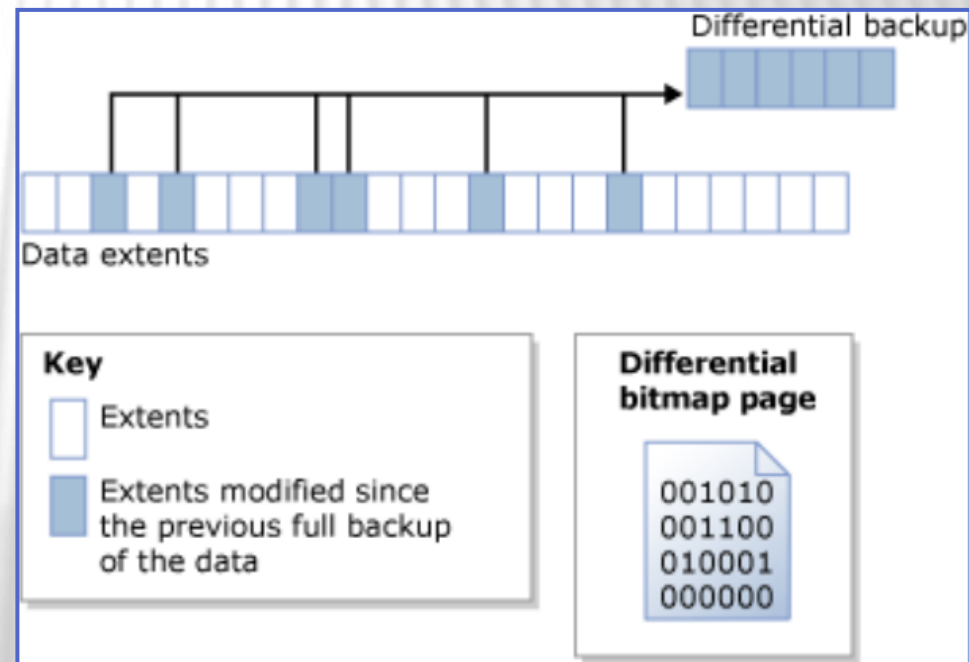 Differential backup
Data extents
Key
Extents
Extents modified since
the previous full backup
of the data
Differential
bitmap page
001010
001100
010001
000000